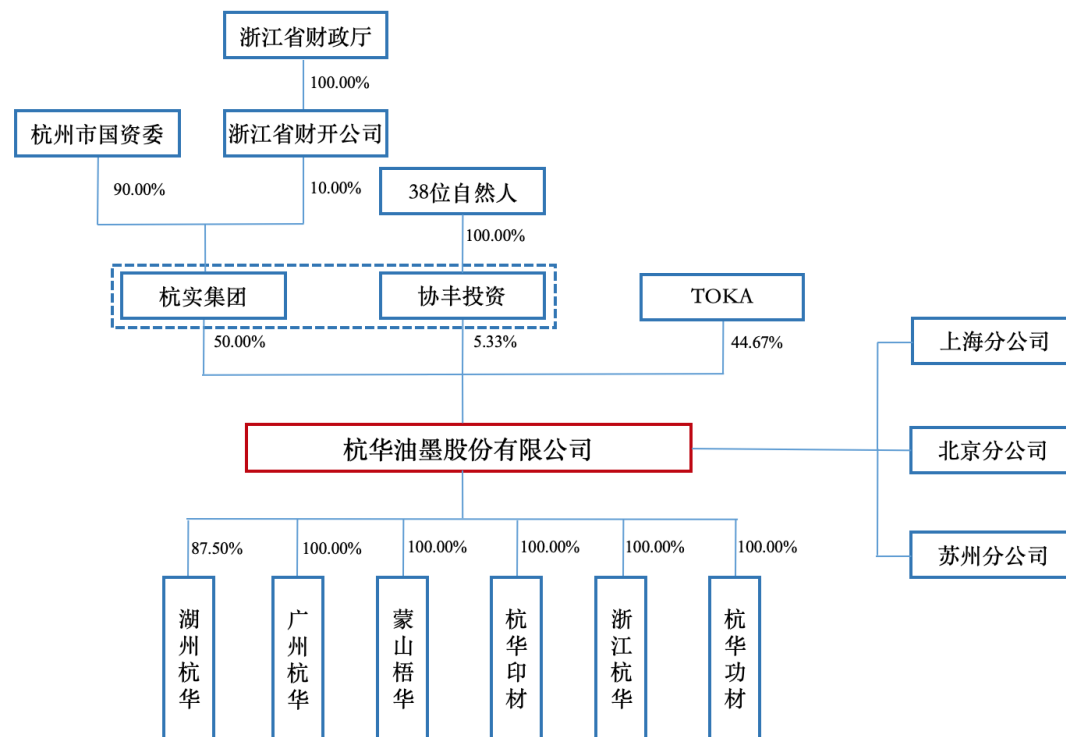 浙江省财政厅
100.00%
杭州市国资委
浙江省财开公司
90.00%
10.00%
38位自然人
100.00%
杭实集团
协丰投资
TOKA
50.00%
5.33%
44.67%
上海分公司
杭华油墨股份有限公司
北京分公司
苏州分公司
87.50%
100.00%
100.00%
100.00%
100.00%
100.00%
湖州杭华
广州杭华
蒙山梧华
杭华印材
浙江杭华
杭华功材